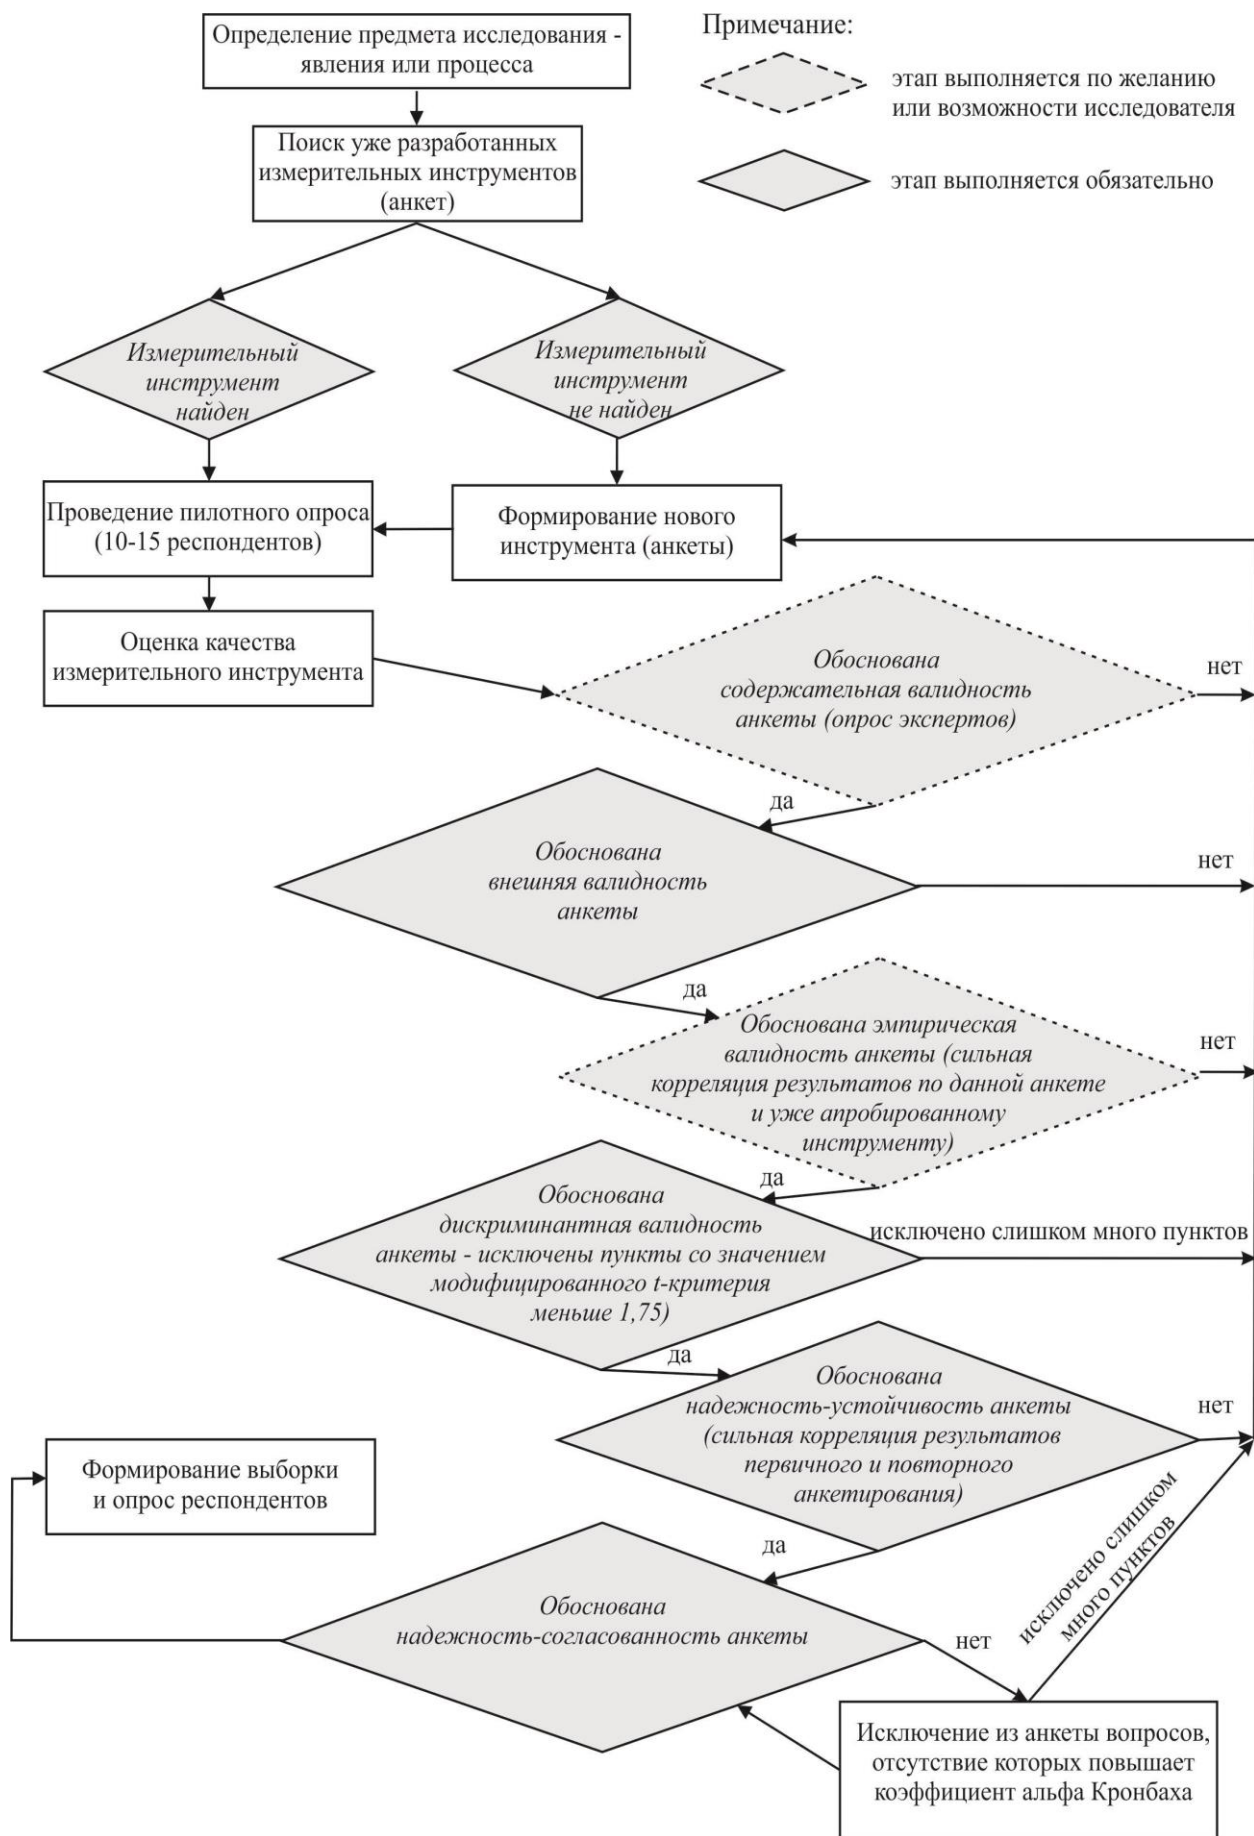 Определение предмета исследования -
явления или процесса
Примечание:
этап выполняется по желанию
или возможности исследователя
Поиск уже разработанных
измерительных инструментов
(анкет)
этап выполняется обязательно
Измерительный
инструмент
найден
Измерительный
инструмент
не найден
Проведение пилотного опроса
(10-15 респондентов)
Формирование нового
инструмента (анкеты)
Оценка качества
измерительного инструмента
Обоснована
содержательная валидность
анкеты (опрос экспертов)
нет
да
Обоснована
внешняя валидность
анкеты
нет
да
Обоснована эмпирическая
валидность анкеты (сильная
корреляция результатов по данной анкете
и уже апробированному
инструменту)
нет
да
Обоснована
дискриминантная валидность
анкеты - исключены пункты со значением
модифицированного t-критерия
меньше 1,75)
исключено слишком много пунктов
да
Обоснована
надежность-устойчивость анкеты
(сильная корреляция результатов
первичного и повторного
анкетирования)
нет
Формирование выборки
и опрос респондентов
да
Обоснована
надежность-согласованность анкеты
нет
исключено слишком
много пунктов
Исключение из анкеты вопросов,
отсутствие которых повышает
коэффициент альфа Кронбаха